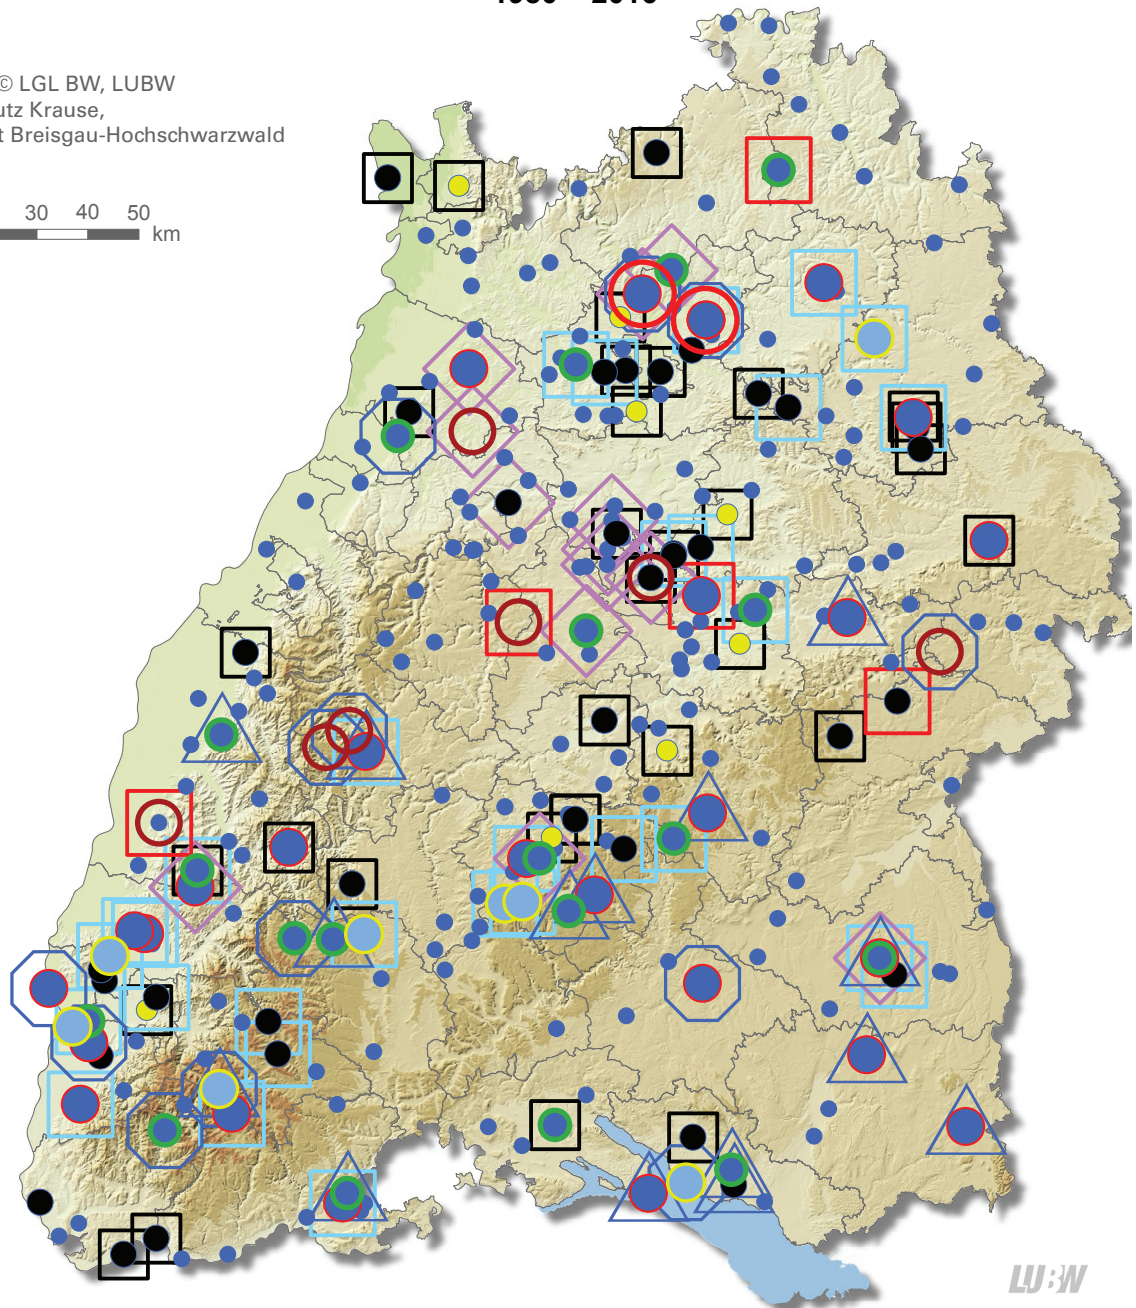 © LGL BW, LUBW
utz Krause,
t Breisgau-Hochschwarzwald
30 40 50
km
LUBW